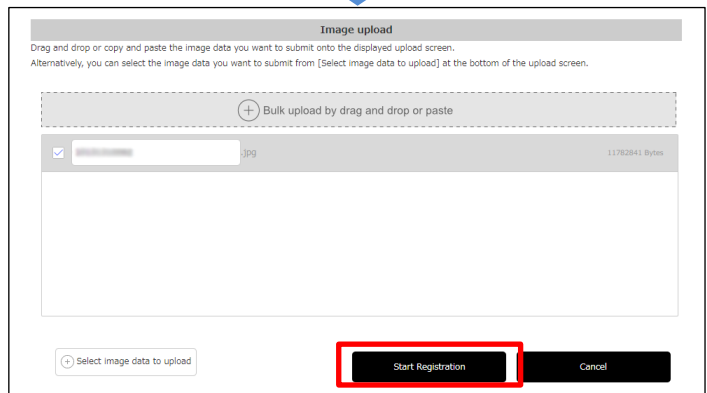 Image upload
Drag and drop or copy and paste the image data you want to submit onto the displayed upload screen.
Alternatively, you can select the image data you want to submit from [Select image data to upload] at the bottom of the upload screen.
Bulk upload by drag and drop or paste
.jpg 11782841 Bytes
Select image data to upload
Start Registration
Cancel